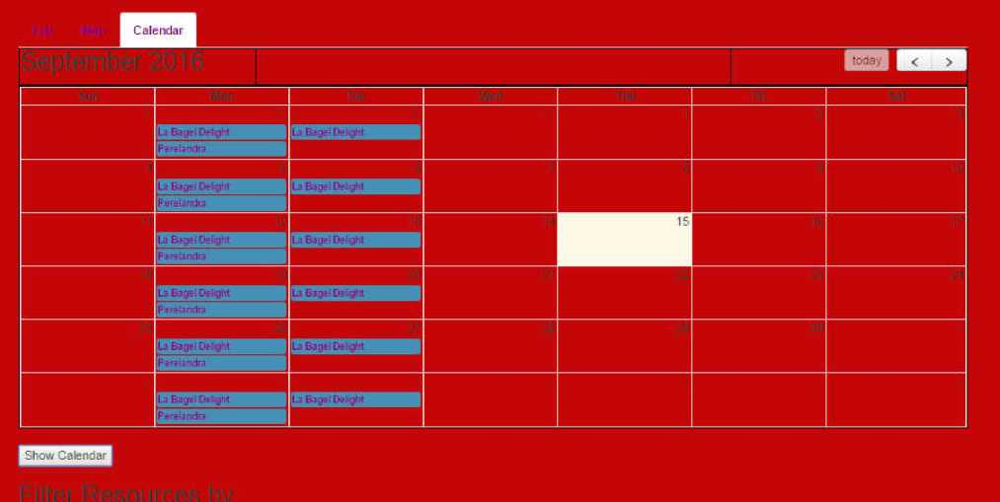 List Map Calendar
September 2016
today < >
Sun Mon Tue Wed Thu Fri Sat
1 2 3
La Bagel Delight La Bagel Delight
Perelandra
4 5 6 7 8 9 10
La Bagel Delight La Bagel Delight
Perelandra
11 12 13 14 15 16 17
La Bagel Delight La Bagel Delight
Perelandra
18 19 20 21 22 23 24
La Bagel Delight La Bagel Delight
Perelandra
25 26 27 28 29 30
La Bagel Delight La Bagel Delight
Perelandra
La Bagel Delight La Bagel Delight
Perelandra
Show Calendar
Filter Resources by